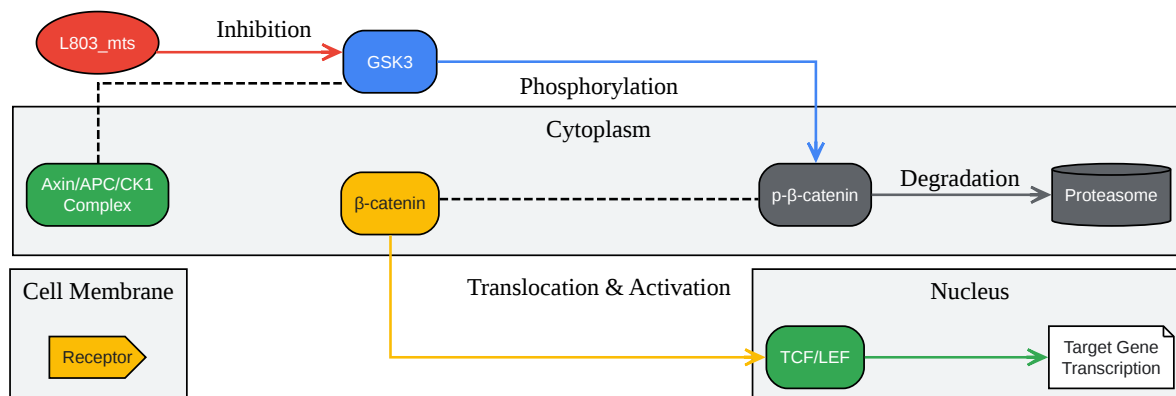 Inhibition
L803_mts
GSK3
Phosphorylation
Cytoplasm
Axin/APC/CK1
Complex
β-catenin
p-β-catenin
Degradation
Proteasome
Cell Membrane
Translocation & Activation
Nucleus
Receptor
TCF/LEF
Target Gene
Transcription